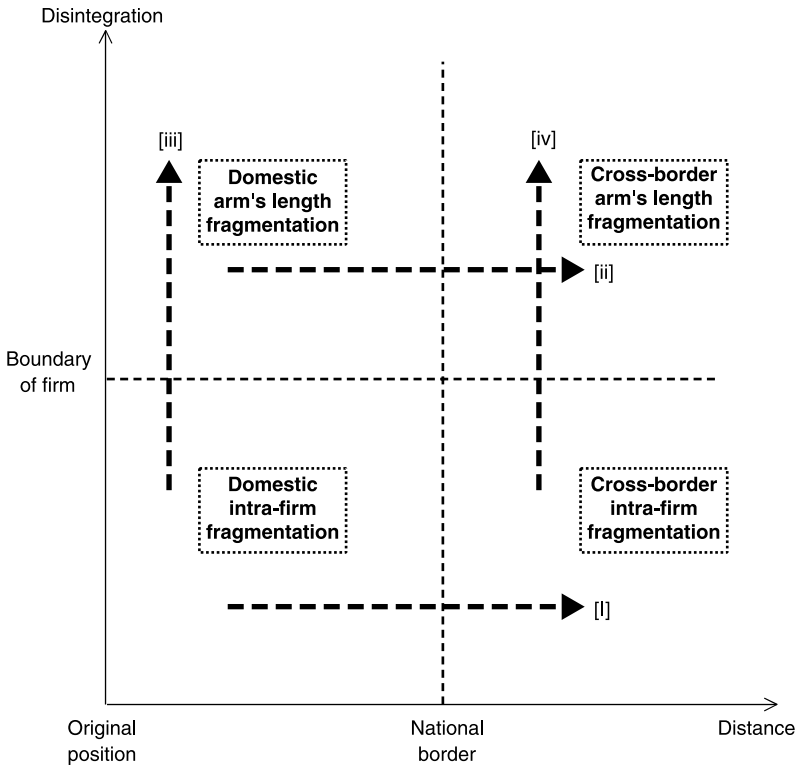 Disintegration
[iii]
[iv]
Domestic
arm's length
fragmentation
Cross-border
arm's length
fragmentation
[ii]
Boundary
of firm
Domestic
intra-firm
fragmentation
Cross-border
intra-firm
fragmentation
[I]
Original
position
National
border
Distance